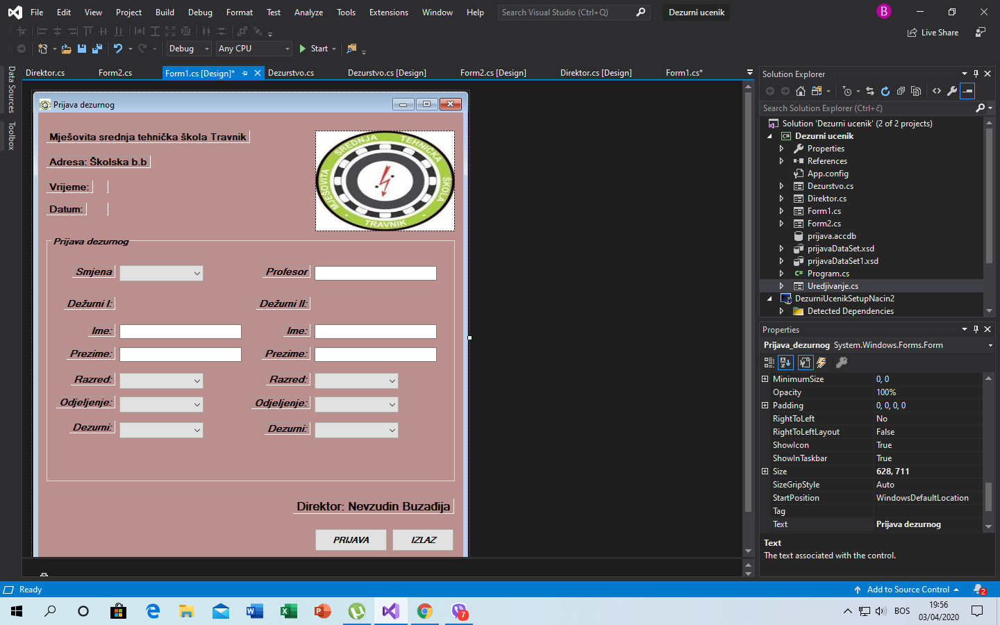 File Edit View Project Build Debug Format Test Analyze Tools Extensions Window Help Search Visual Studio (Ctrl+Q) Dezurni ucenik B
Live Share
Debug Any CPU Start
Data Sources
Toolbox
Direktor.cs Form2.cs Form1.cs [Design]* Dezurstvo.cs Dezurstvo.cs [Design] Form2.cs [Design] Direktor.cs [Design] Form1.cs*
Prijava dezurnog
Mješovita srednja tehnička škola Travnik
Adresa: Školska b.b
Vrijeme:
Datum:
MJEŠOVITA SREDNJA TEHNIČKA ŠKOLA
· TRAVNIK ·
Prijava dezurnog
Smjena Profesor
Dežurni I: Dežurni II:
Ime: Ime:
Prezime: Prezime:
Razred: Razred:
Odjeljenje: Odjeljenje:
Dezurni: Dezurni:
Direktor: Nevzudin Buzađija
PRIJAVA IZLAZ
Solution Explorer
Search Solution Explorer (Ctrl+č)
Solution 'Dezurni ucenik' (2 of 2 projects)
C# Dezurni ucenik
Properties
References
App.config
Dezurstvo.cs
Direktor.cs
Form1.cs
Form2.cs
prijava.accdb
prijavaDataSet.xsd
prijavaDataSet1.xsd
C# Program.cs
Uredjivanje.cs
DezurniUcenikSetupNacin2
Detected Dependencies
Properties
Prijava_dezurnog System.Windows.Forms.Form
MinimumSize 0, 0
Opacity 100%
Padding 0, 0, 0, 0
RightToLeft No
RightToLeftLayout False
ShowIcon True
ShowInTaskbar True
Size 628, 711
SizeGripStyle Auto
StartPosition WindowsDefaultLocation
Tag
Text Prijava dezurnog
Text
The text associated with the control.
Ready Add to Source Control 2
7 BOS 19:56
03/04/2020